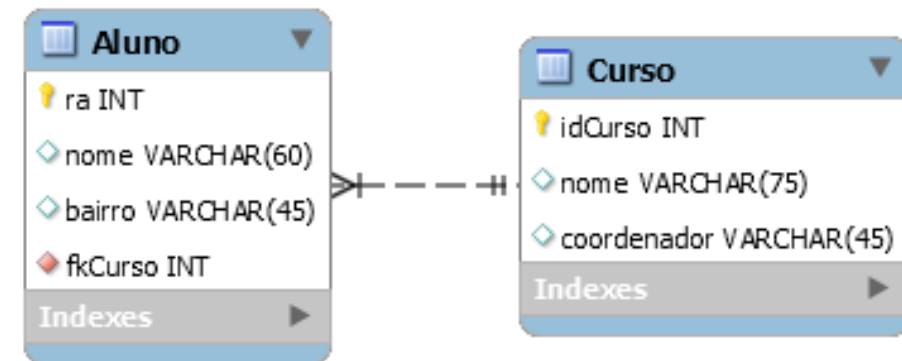 Aluno
ra INT
nome VARCHAR(60)
bairro VARCHAR(45)
fkCurso INT
Indexes
Curso
idCurso INT
nome VARCHAR(75)
coordenador VARCHAR(45)
Indexes